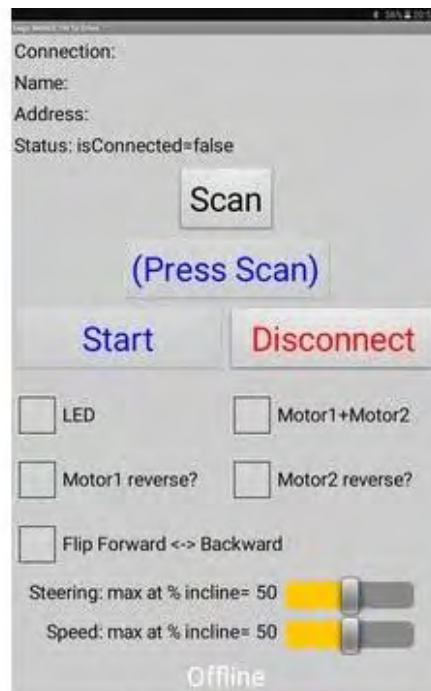 Connection:
Name:
Address:
Status: isConnected=false
Scan
(Press Scan)
Start Disconnect
LED Motor1+Motor2
Motor1 reverse? Motor2 reverse?
Flip Forward <-> Backward
Steering: max at % incline= 50
Speed: max at % incline= 50
Offline